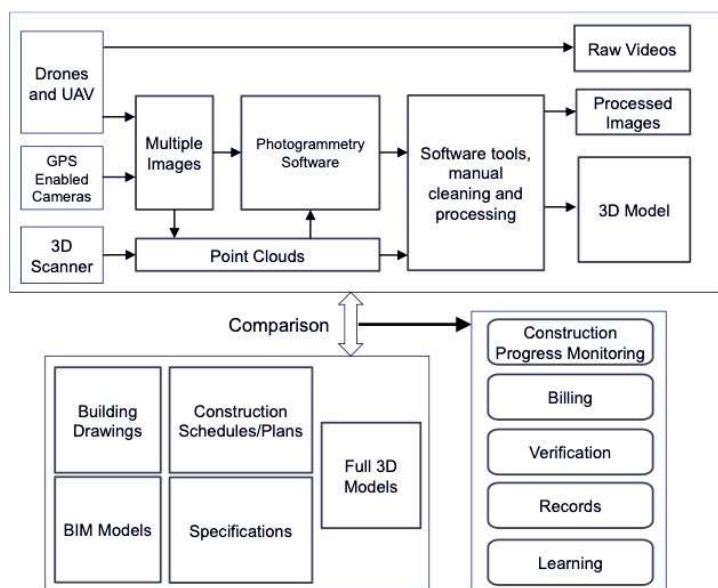 Drones
and UAV
Raw Videos
Processed
Images
Multiple
Images
Photogrammetry
Software
Software tools,
manual
cleaning and
processing
GPS
Enabled
Cameras
3D Model
3D
Scanner
Point Clouds
Comparison
Construction
Progress Monitoring
Billing
Verification
Records
Learning
Building
Drawings
Construction
Schedules/Plans
Full 3D
Models
BIM Models
Specifications